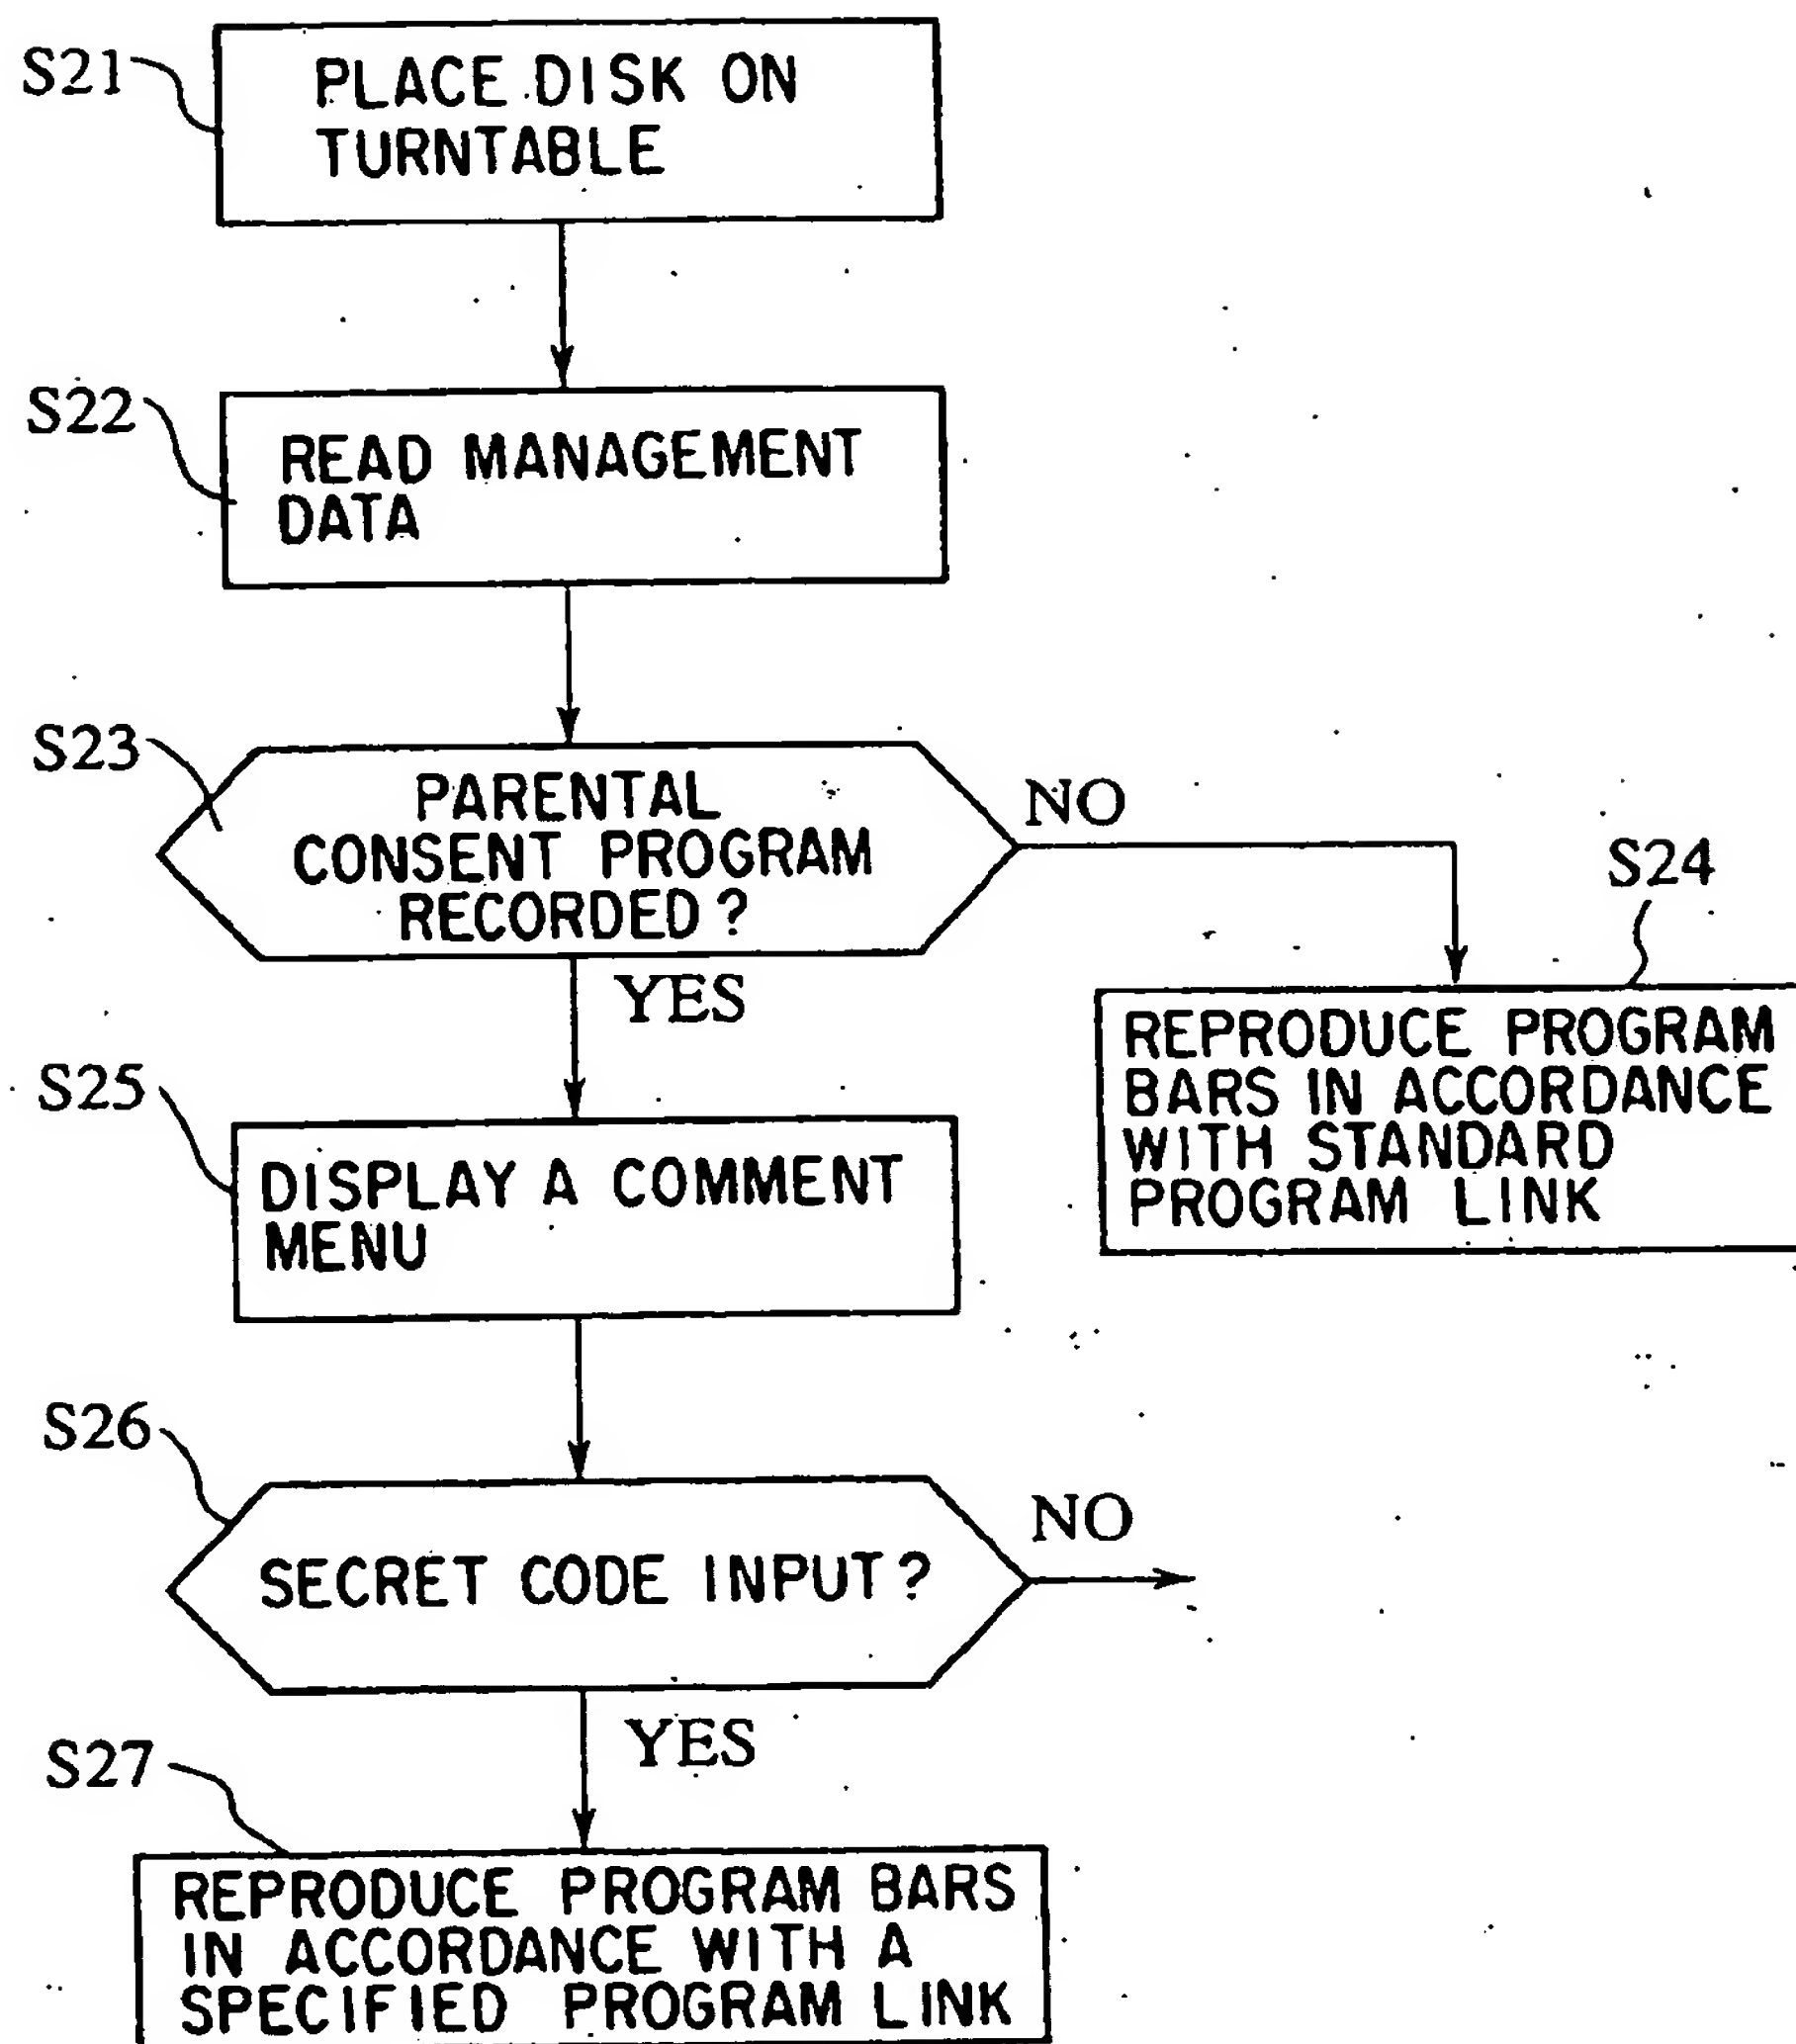 S21
PLACE DISK ON
TURNTABLE
S22
READ MANAGEMENT
DATA
S23
PARENTAL
CONSENT PROGRAM
RECORDED?
NO
YES
S24
REPRODUCE PROGRAM
BARS IN ACCORDANCE
WITH STANDARD
PROGRAM LINK
S25
DISPLAY A COMMENT
MENU
S26
SECRET CODE INPUT?
NO
YES
S27
REPRODUCE PROGRAM BARS
IN ACCORDANCE WITH A
SPECIFIED PROGRAM LINK